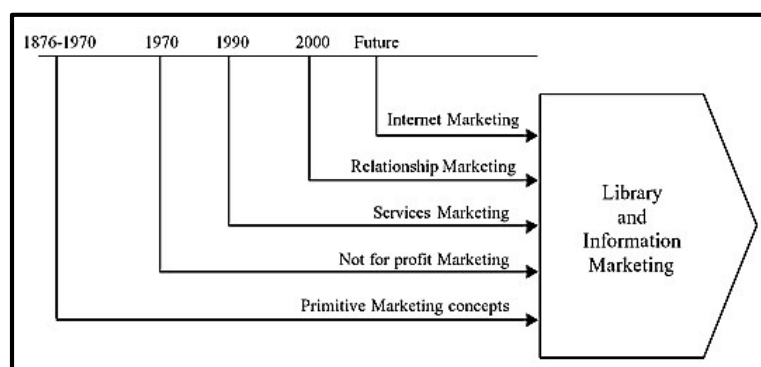 1876-1970 1970 1990 2000 Future
Internet Marketing
Relationship Marketing
Services Marketing
Not for profit Marketing
Primitive Marketing concepts
Library
and
Information
Marketing